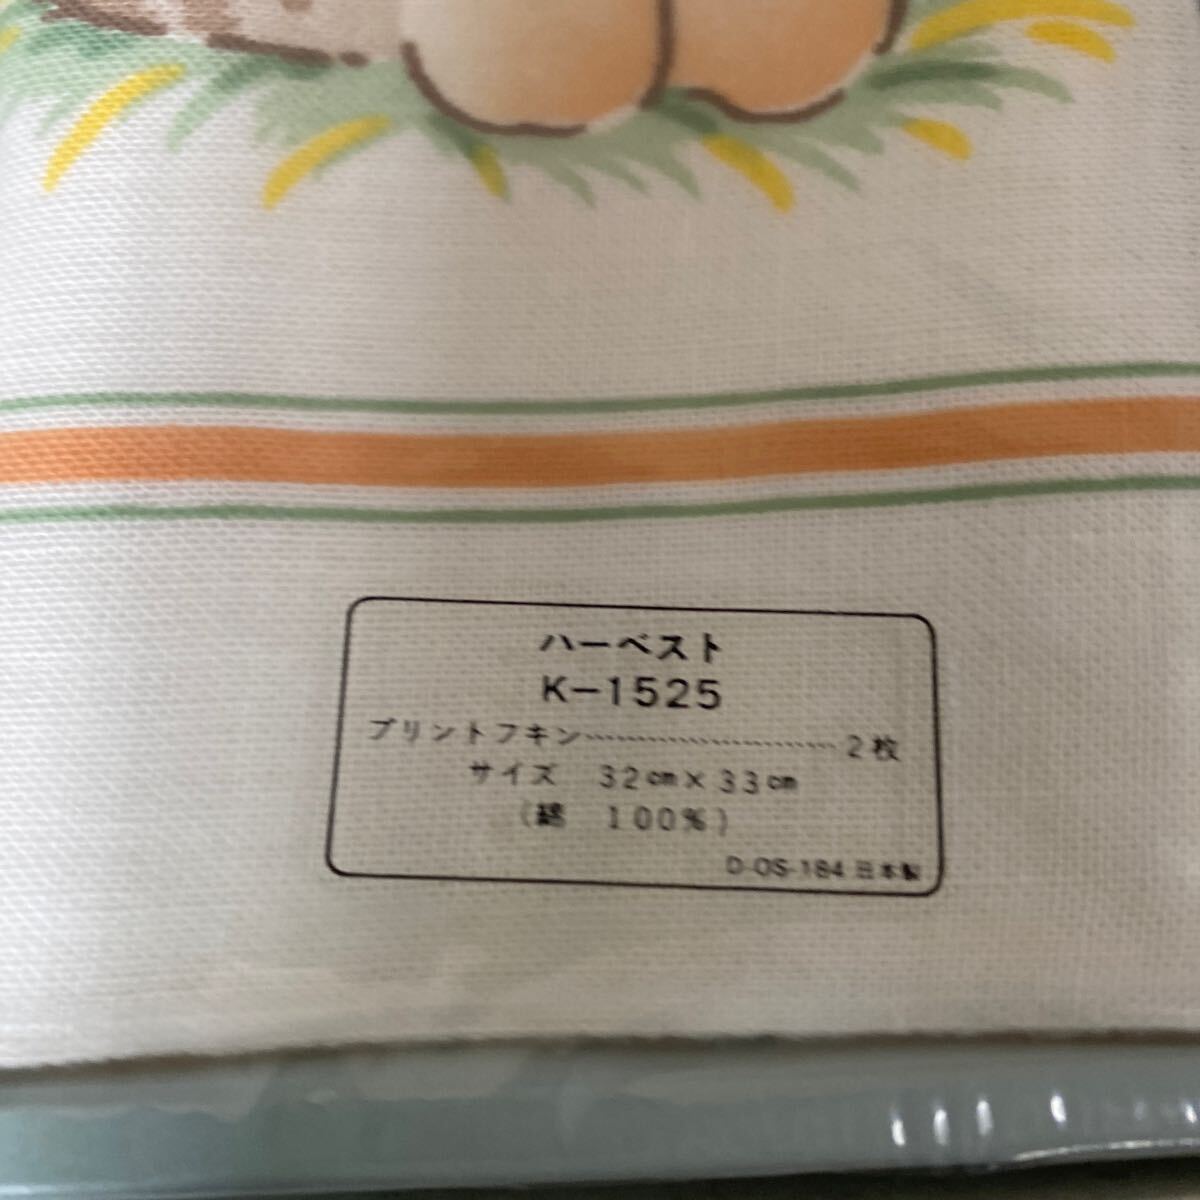 ハーベスト
K-1525
プリントフキン……………………2枚
サイズ　32㎝×33㎝
(綿　100%)
D-OS-184 日本製